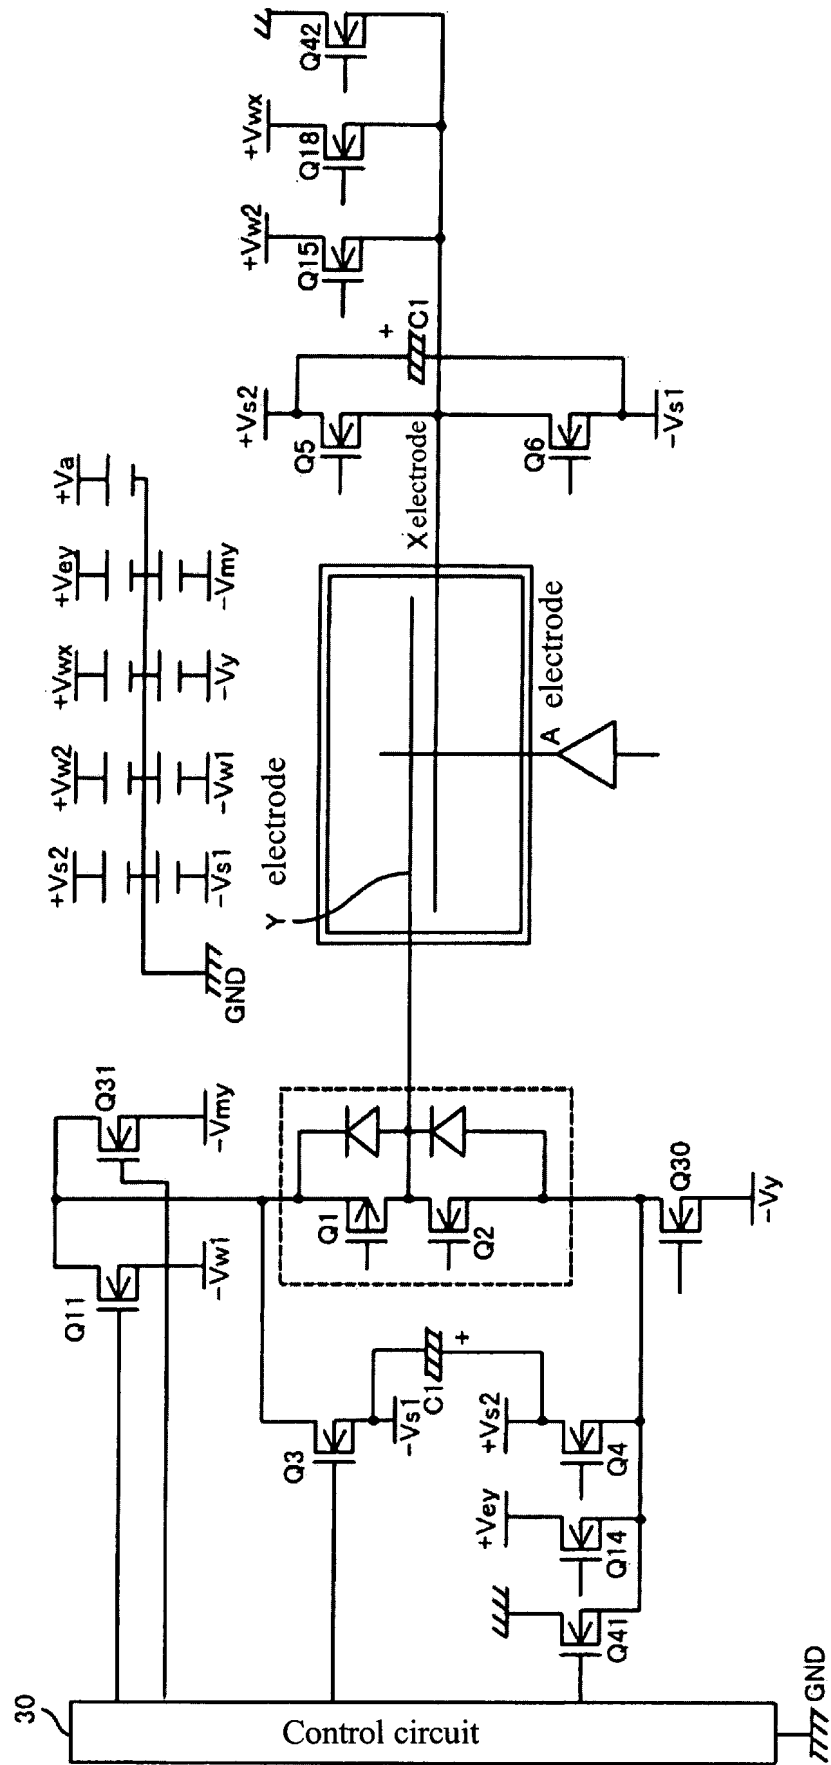 Q42
+Vwx
Q18
+Vw2
Q15
+
C1
+Vs2
Q5
Q6
-Vs1
X electrode
+Va
+Vey
-Vmy
+Vwx
-Vy
+Vw2
-Vw1
+Vs2
-Vs1
GND
A electrode
Y electrode
Q31
-Vmy
Q11
-Vw1
Q1
Q2
Q30
-Vy
Q3
-Vs1
C1
+
+Vs2
Q4
+Vey
Q14
Q41
30
Control circuit
GND